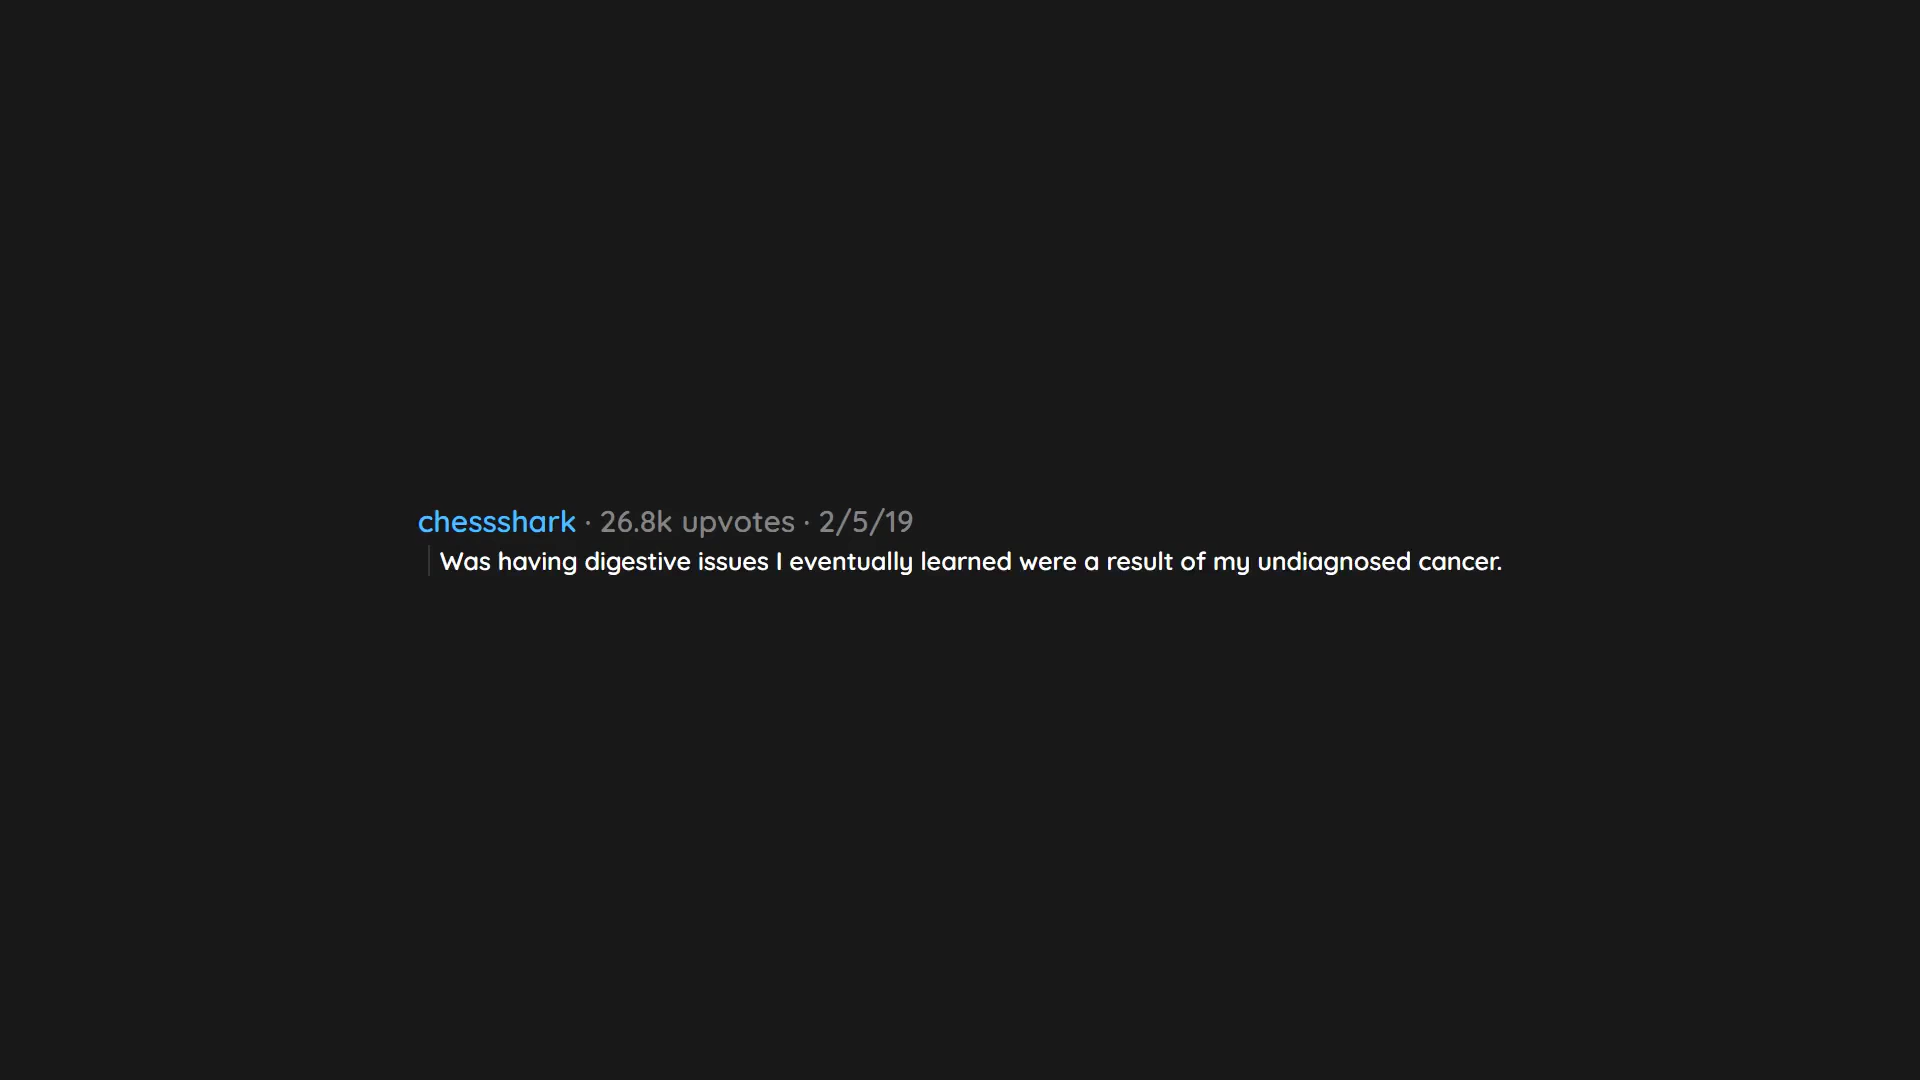 chessshark · 26.8k upvotes · 2/5/19
Was having digestive issues I eventually learned were a result of my undiagnosed cancer.